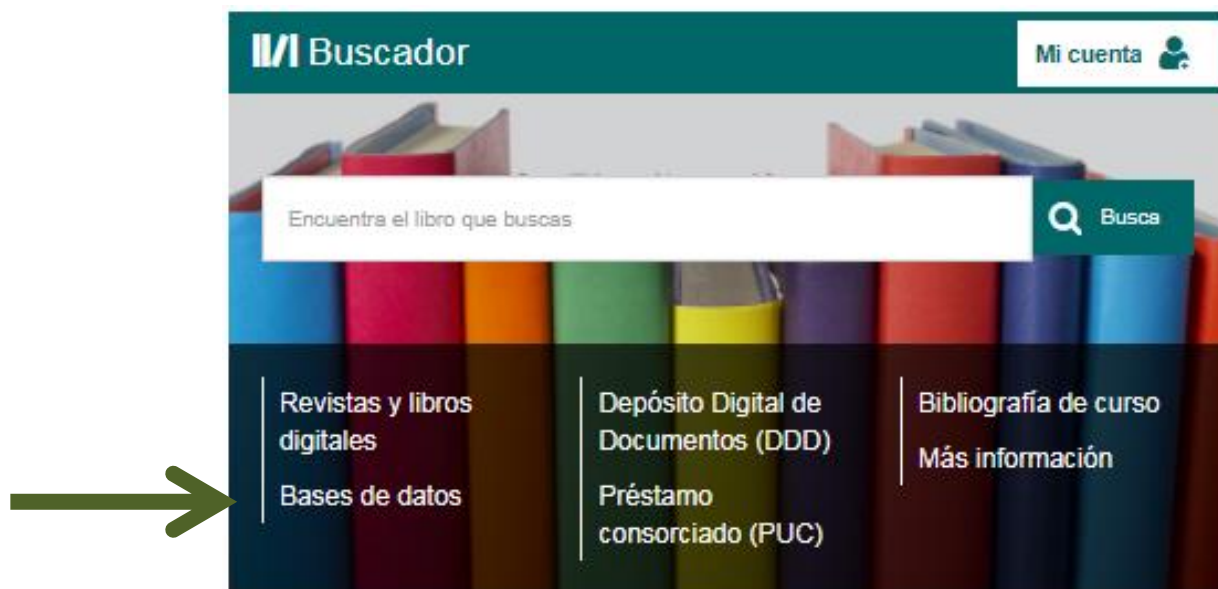 Buscador
Mi cuenta
Encuentra el libro que buscas
Busca
Revistas y libros
digitales
Bases de datos
Depósito Digital de
Documentos (DDD)
Préstamo
consorciado (PUC)
Bibliografía de curso
Más información